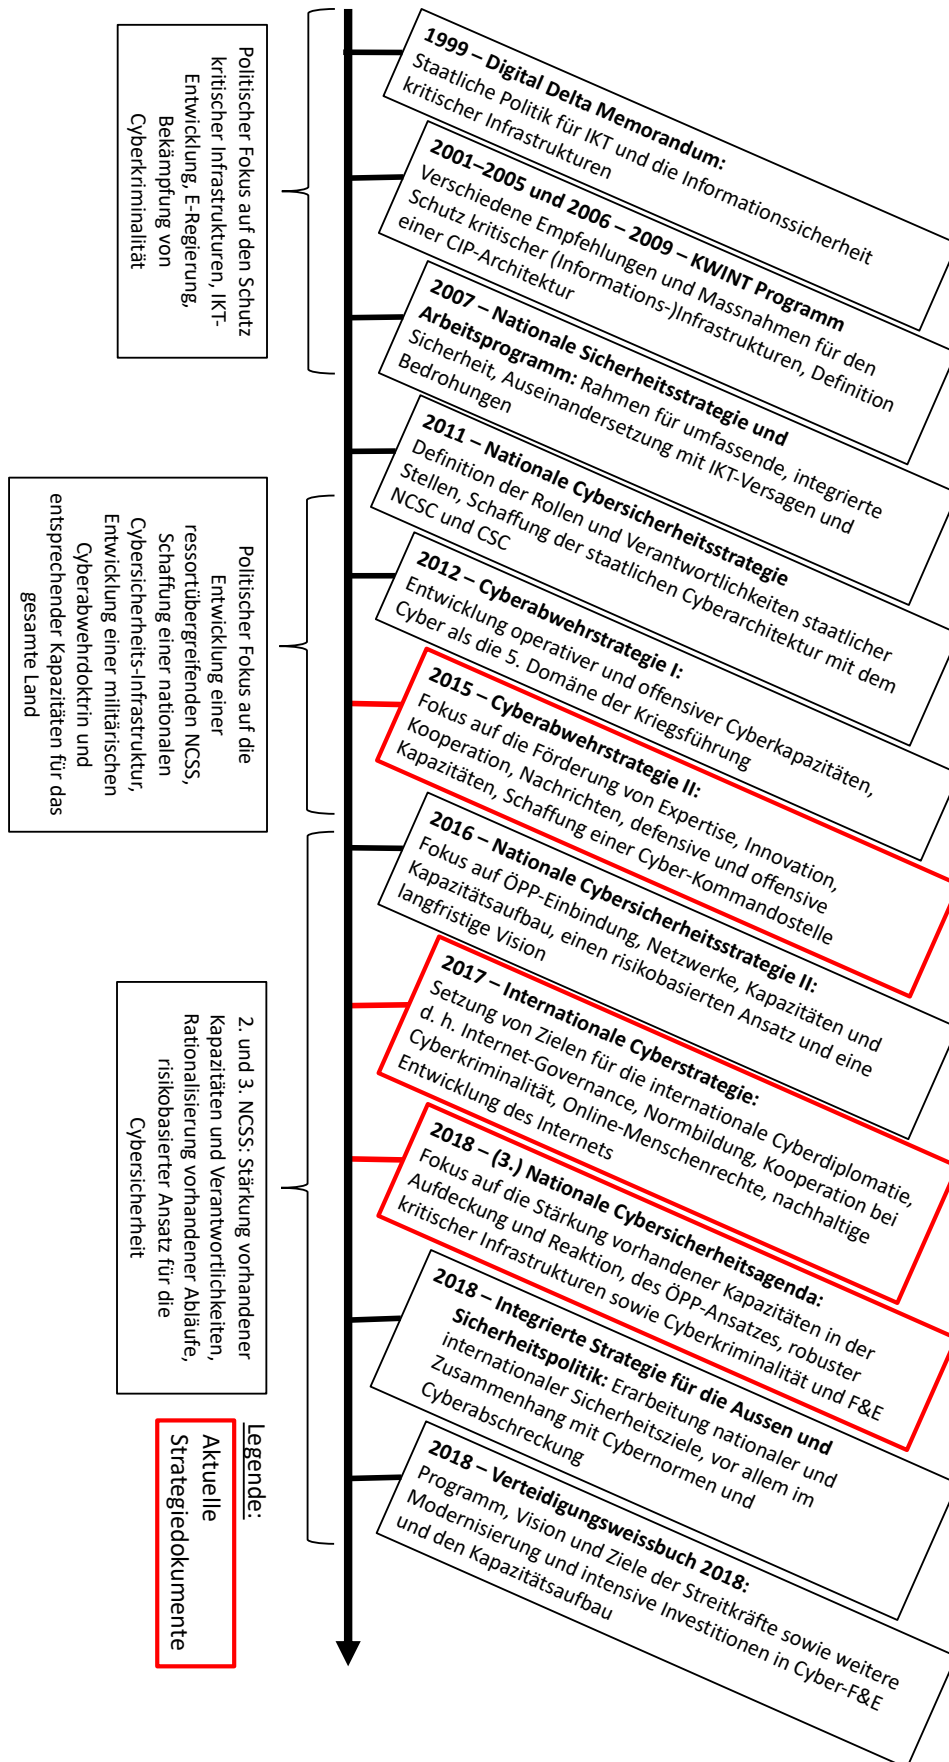 1999 – Digital Delta Memorandum:
Staatliche Politik für IKT und die Informationssicherheit
kritischer Infrastrukturen
2001–2005 und 2006 – 2009 – KWINT Programm
Verschiedene Empfehlungen und Massnahmen für den
Schutz kritischer (Informations-)Infrastrukturen, Definition
einer CIP-Architektur
2007 – Nationale Sicherheitsstrategie und
Arbeitsprogramm: Rahmen für umfassende, integrierte
Sicherheit, Auseinandersetzung mit IKT-Versagen und
Bedrohungen
2011 – Nationale Cybersicherheitsstrategie
Definition der Rollen und Verantwortlichkeiten staatlicher
Stellen, Schaffung der staatlichen Cyberarchitektur mit dem
NCSC und CSC
2012 – Cyberabwehrstrategie I:
Entwicklung operativer und offensiver Cyberkapazitäten,
Cyber als die 5. Domäne der Kriegsführung
2015 – Cyberabwehrstrategie II:
Fokus auf die Förderung von Expertise, Innovation,
Kooperation, Nachrichten, defensive und offensive
Kapazitäten, Schaffung einer Cyber-Kommandostelle
2016 – Nationale Cybersicherheitsstrategie II:
Fokus auf ÖPP-Einbindung, Netzwerke, Kapazitäten und
Kapazitätsaufbau, einen risikobasierten Ansatz und eine
langfristige Vision
2017 – Internationale Cyberstrategie:
Setzung von Zielen für die internationale Cyberdiplomatie,
d. h. Internet-Governance, Normbildung, Kooperation bei
Cyberkriminalität, Online-Menschenrechte, nachhaltige
Entwicklung des Internets
2018 – (3.) Nationale Cybersicherheitsagenda:
Fokus auf die Stärkung vorhandener Kapazitäten in der
Aufdeckung und Reaktion, des ÖPP-Ansatzes, robuster
kritischer Infrastrukturen sowie Cyberkriminalität und F&E
2018 – Integrierte Strategie für die Aussen und
Sicherheitspolitik: Erarbeitung nationaler und
internationaler Sicherheitsziele, vor allem im
Zusammenhang mit Cybernormen und
Cyberabschreckung
2018 – Verteidigungsweissbuch 2018:
Programm, Vision und Ziele der Streitkräfte sowie weitere
Modernisierung und intensive Investitionen in Cyber-F&E
und den Kapazitätsaufbau
Politischer Fokus auf den Schutz
kritischer Infrastrukturen, IKT-
Entwicklung, E-Regierung,
Bekämpfung von
Cyberkriminalität
Politischer Fokus auf die
Entwicklung einer
ressortübergreifenden NCSS,
Schaffung einer nationalen
Cybersicherheits-Infrastruktur,
Entwicklung einer militärischen
Cyberabwehrdoktrin und
entsprechender Kapazitäten für das
gesamte Land
2. und 3. NCSS: Stärkung vorhandener
Kapazitäten und Verantwortlichkeiten,
Rationalisierung vorhandener Abläufe,
risikobasierter Ansatz für die
Cybersicherheit
Legende:
Aktuelle
Strategiedokumente